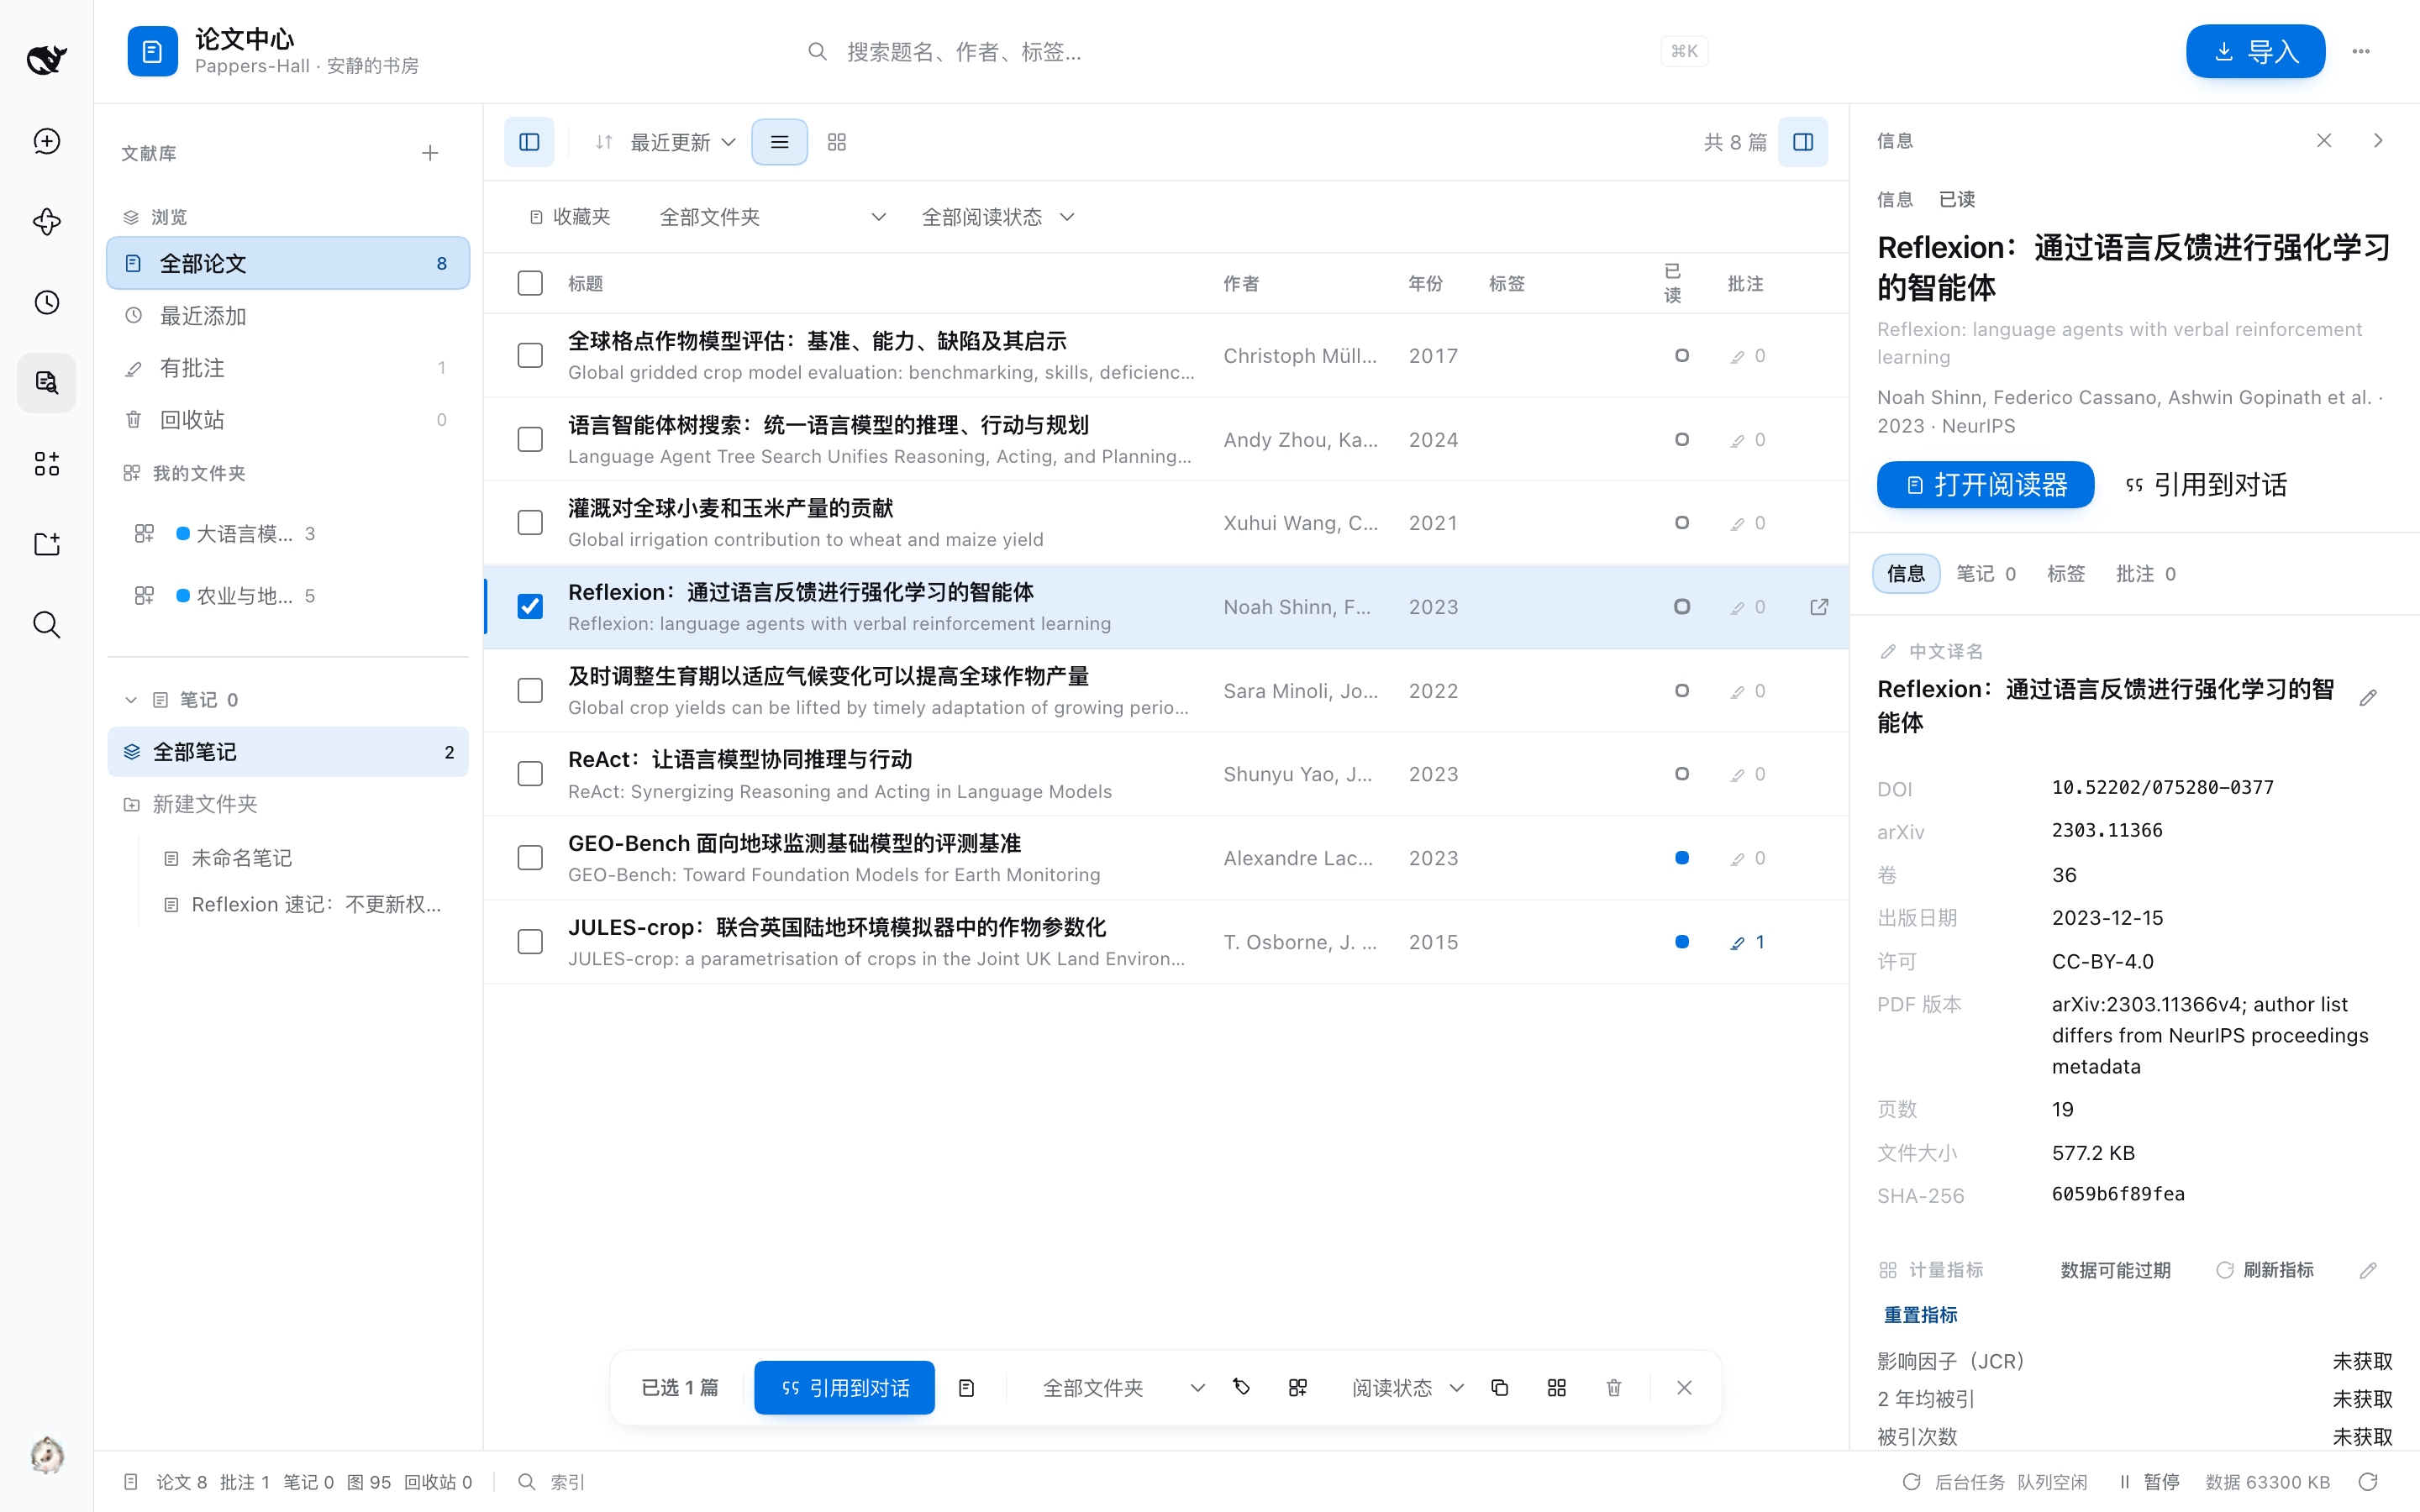 论文中心
Pappers-Hall · 安静的书房
搜索题名、作者、标签...
⌘K
导入
文献库
浏览
全部论文 8
最近添加
有批注 1
回收站 0
我的文件夹
大语言模... 3
农业与地... 5
笔记 0
全部笔记 2
新建文件夹
未命名笔记
Reflexion 速记：不更新权...
最近更新
共 8 篇
收藏夹 全部文件夹 全部阅读状态
标题 作者 年份 标签 已读 批注
全球格点作物模型评估：基准、能力、缺陷及其启示
Global gridded crop model evaluation: benchmarking, skills, deficienc...
Christoph Müll... 2017 0
语言智能体树搜索：统一语言模型的推理、行动与规划
Language Agent Tree Search Unifies Reasoning, Acting, and Planning...
Andy Zhou, Ka... 2024 0
灌溉对全球小麦和玉米产量的贡献
Global irrigation contribution to wheat and maize yield
Xuhui Wang, C... 2021 0
Reflexion：通过语言反馈进行强化学习的智能体
Reflexion: language agents with verbal reinforcement learning
Noah Shinn, F... 2023 0
及时调整生育期以适应气候变化可以提高全球作物产量
Global crop yields can be lifted by timely adaptation of growing perio...
Sara Minoli, Jo... 2022 0
ReAct：让语言模型协同推理与行动
ReAct: Synergizing Reasoning and Acting in Language Models
Shunyu Yao, J... 2023 0
GEO-Bench 面向地球监测基础模型的评测基准
GEO-Bench: Toward Foundation Models for Earth Monitoring
Alexandre Lac... 2023 0
JULES-crop：联合英国陆地环境模拟器中的作物参数化
JULES-crop: a parametrisation of crops in the Joint UK Land Environ...
T. Osborne, J. ... 2015 1
已选 1 篇 引用到对话 全部文件夹 阅读状态
信息
信息 已读
Reflexion：通过语言反馈进行强化学习
的智能体
Reflexion: language agents with verbal reinforcement
learning
Noah Shinn, Federico Cassano, Ashwin Gopinath et al. ·
2023 · NeurIPS
打开阅读器 引用到对话
信息 笔记 0 标签 批注 0
中文译名
Reflexion：通过语言反馈进行强化学习的智
能体
DOI 10.52202/075280-0377
arXiv 2303.11366
卷 36
出版日期 2023-12-15
许可 CC-BY-4.0
PDF 版本 arXiv:2303.11366v4; author list
differs from NeurIPS proceedings
metadata
页数 19
文件大小 577.2 KB
SHA-256 6059b6f89fea
计量指标 数据可能过期 刷新指标
重置指标
影响因子（JCR） 未获取
2 年均被引 未获取
被引次数 未获取
论文 8 批注 1 笔记 0 图 95 回收站 0 索引
后台任务 队列空闲 暂停 数据 63300 KB